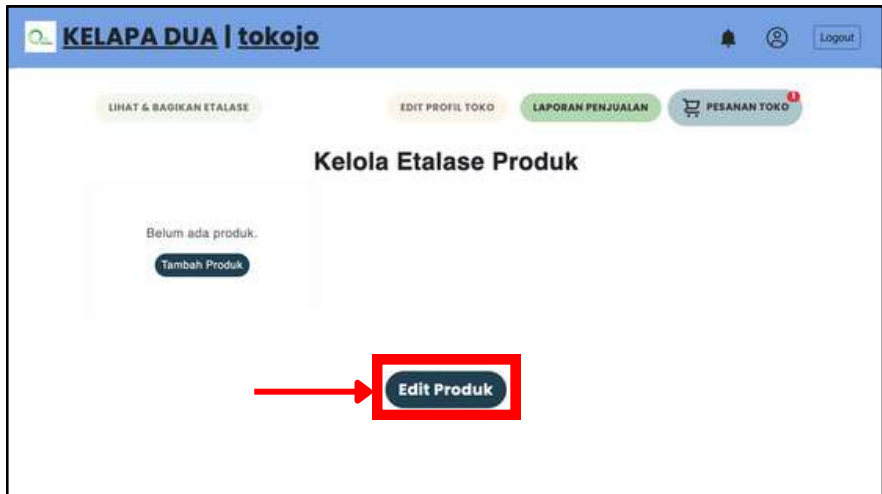 KELAPA DUA | tokojo
Logout
LIHAT & BAGIKAN ETALASE
EDIT PROFIL TOKO
LAPORAN PENJUALAN
PESANAN TOKO
1
Kelola Etalase Produk
Belum ada produk.
Tambah Produk
Edit Produk